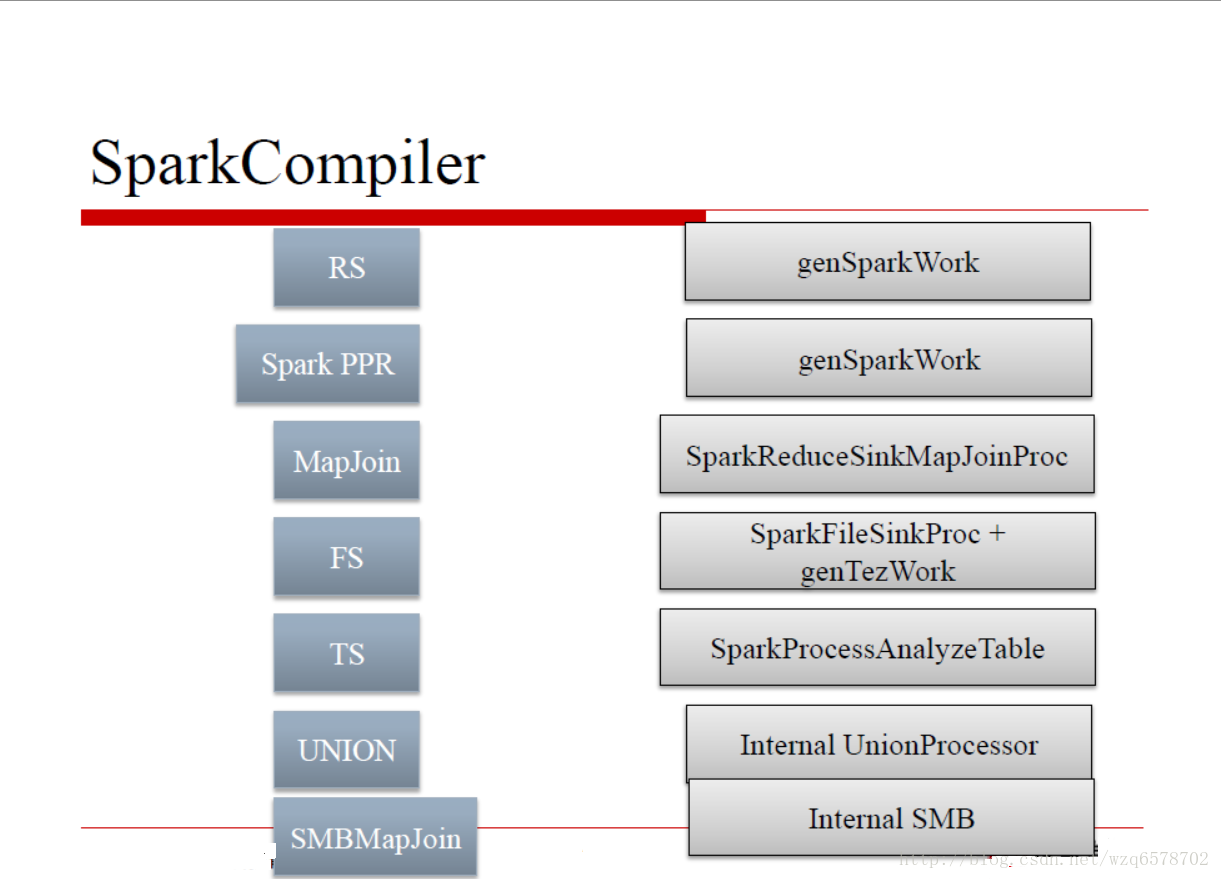 SparkCompiler
RS
genSparkWork
Spark PPR
genSparkWork
MapJoin
SparkReduceSinkMapJoinProc
FS
SparkFileSinkProc +
genTezWork
TS
SparkProcessAnalyzeTable
UNION
Internal UnionProcessor
SMBMapJoin
Internal SMB
http://blog.csdn.net/wzq6578702